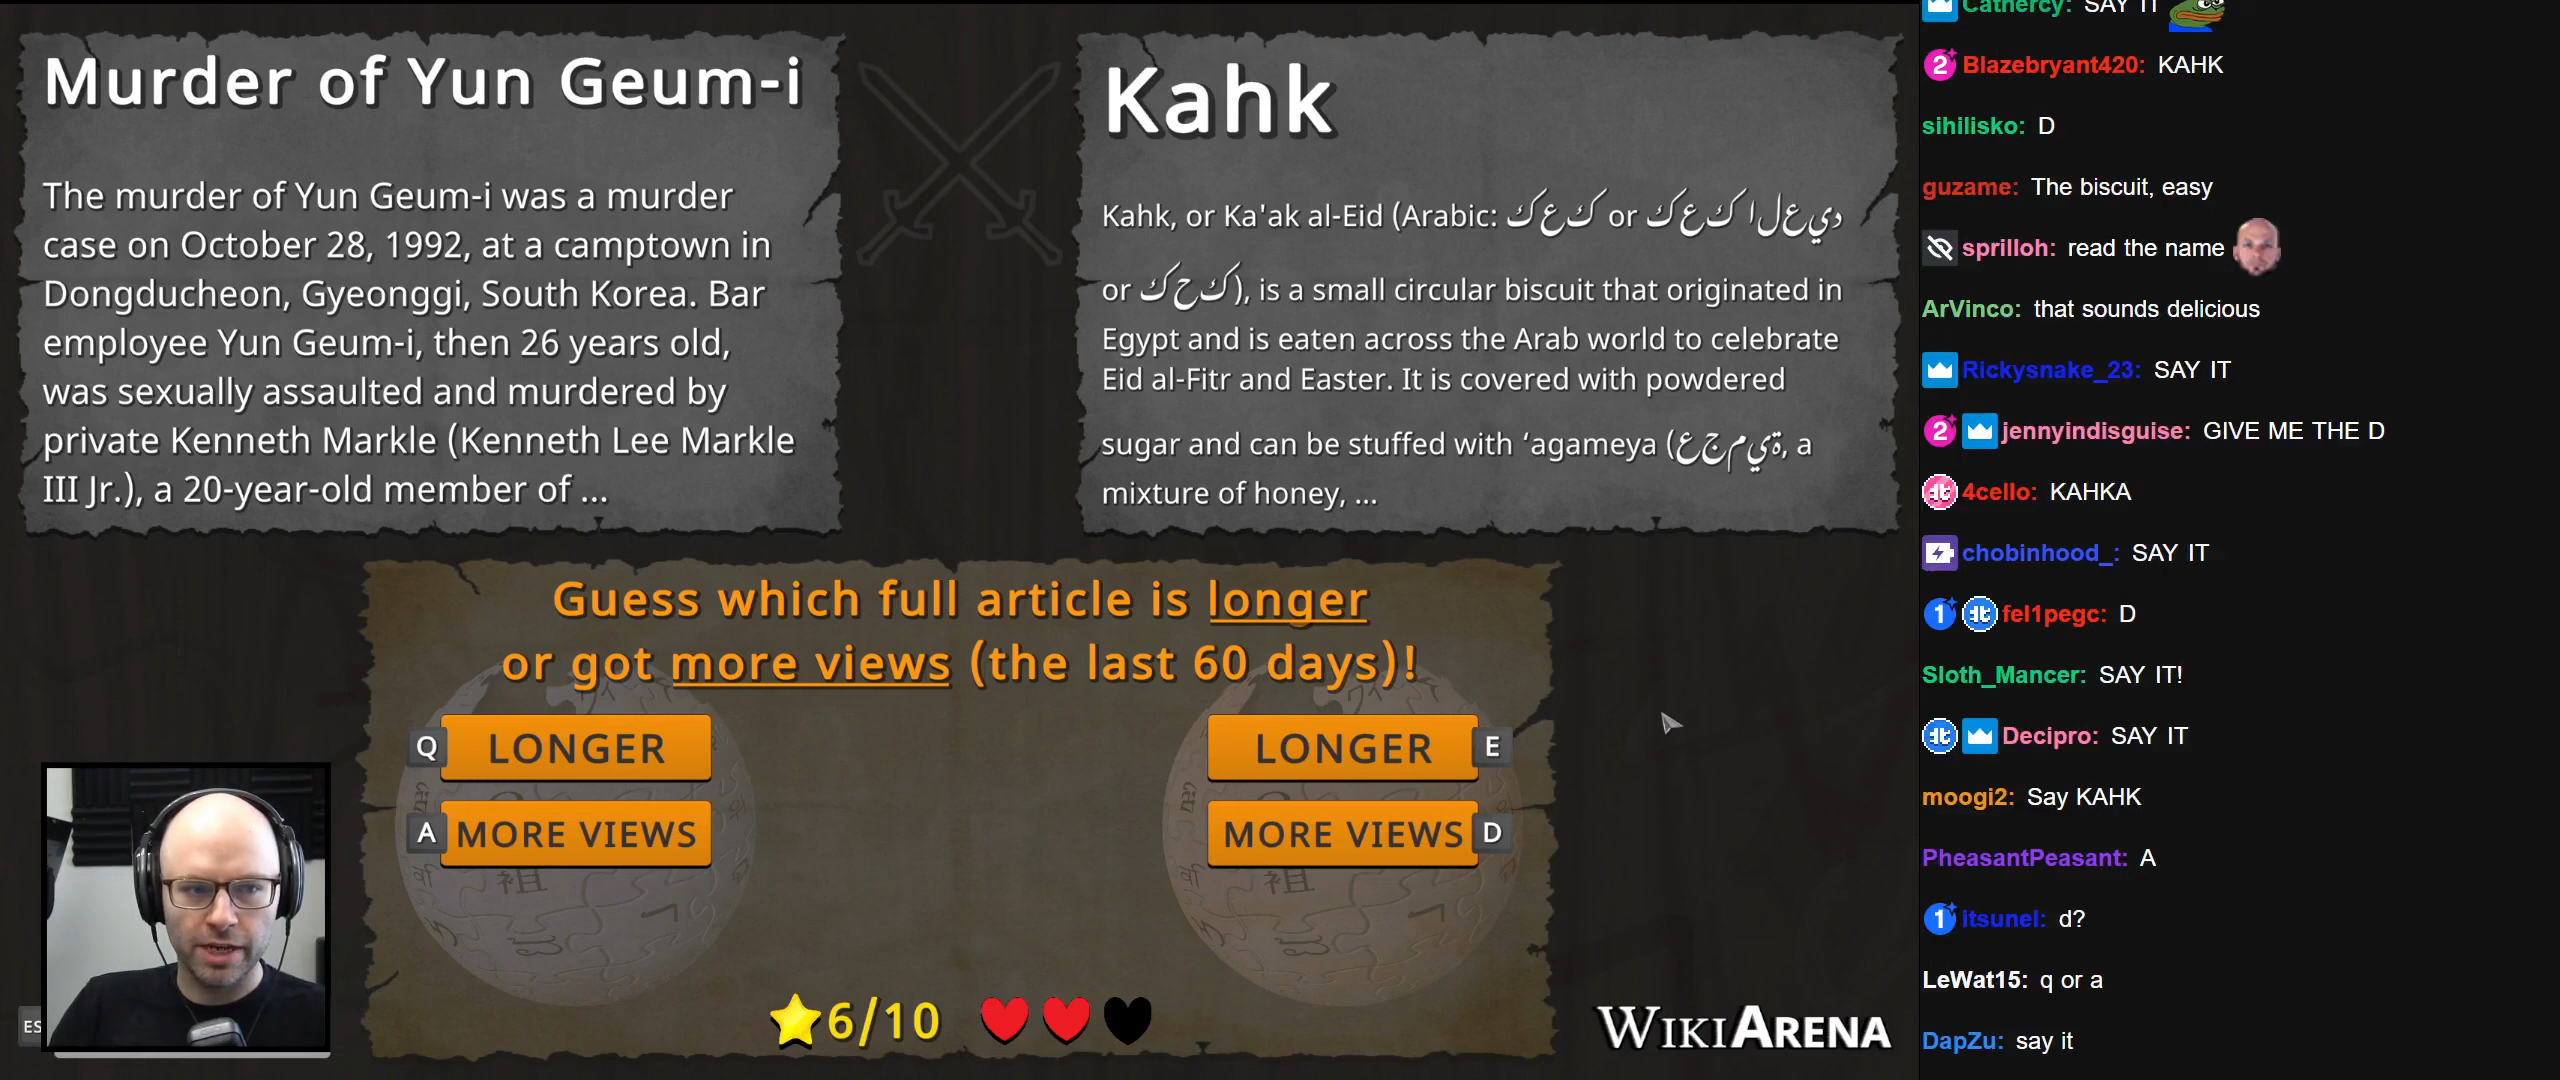 Murder of Yun Geum-i
The murder of Yun Geum-i was a murder
case on October 28, 1992, at a camptown in
Dongducheon, Gyeonggi, South Korea. Bar
employee Yun Geum-i, then 26 years old,
was sexually assaulted and murdered by
private Kenneth Markle (Kenneth Lee Markle
III Jr.), a 20-year-old member of ...
Kahk
Kahk, or Ka'ak al-Eid (Arabic: كعك or كعك العيد
or كحك), is a small circular biscuit that originated in
Egypt and is eaten across the Arab world to celebrate
Eid al-Fitr and Easter. It is covered with powdered
sugar and can be stuffed with ‘agameya (عجمية, a
mixture of honey, ...
Guess which full article is longer
or got more views (the last 60 days)!
Q LONGER
LONGER E
A MORE VIEWS
MORE VIEWS D
6/10
WIKIARENA
ES
Cathercy: SAY IT
2 Blazebryant420: KAHK
sihilisko: D
guzame: The biscuit, easy
sprilloh: read the name
ArVinco: that sounds delicious
Rickysnake_23: SAY IT
2 jennyindisguise: GIVE ME THE D
4cello: KAHKA
chobinhood_: SAY IT
1 fel1pegc: D
Sloth_Mancer: SAY IT!
Decipro: SAY IT
moogi2: Say KAHK
PheasantPeasant: A
1 itsunel: d?
LeWat15: q or a
DapZu: say it